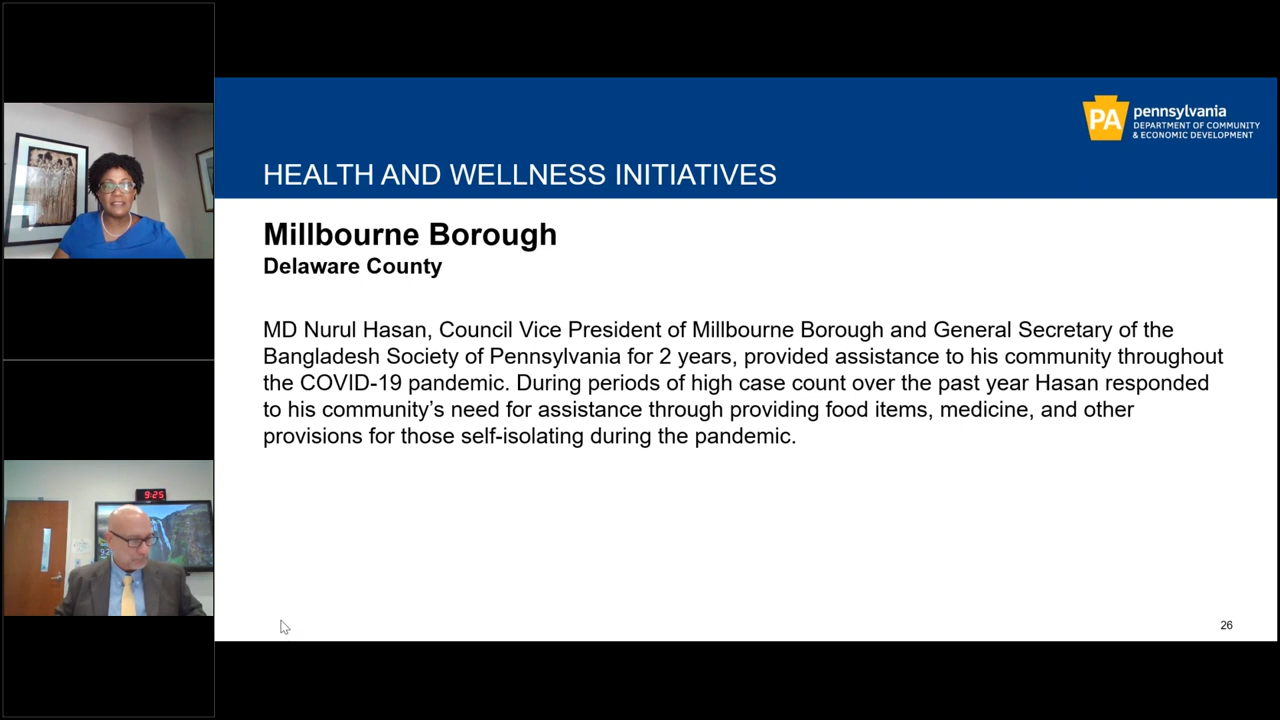 pennsylvania
DEPARTMENT OF COMMUNITY
& ECONOMIC DEVELOPMENT
PA
HEALTH AND WELLNESS INITIATIVES
Millbourne Borough
Delaware County
MD Nurul Hasan, Council Vice President of Millbourne Borough and General Secretary of the
Bangladesh Society of Pennsylvania for 2 years, provided assistance to his community throughout
the COVID-19 pandemic. During periods of high case count over the past year Hasan responded
to his community’s need for assistance through providing food items, medicine, and other
provisions for those self-isolating during the pandemic.
9:25
26